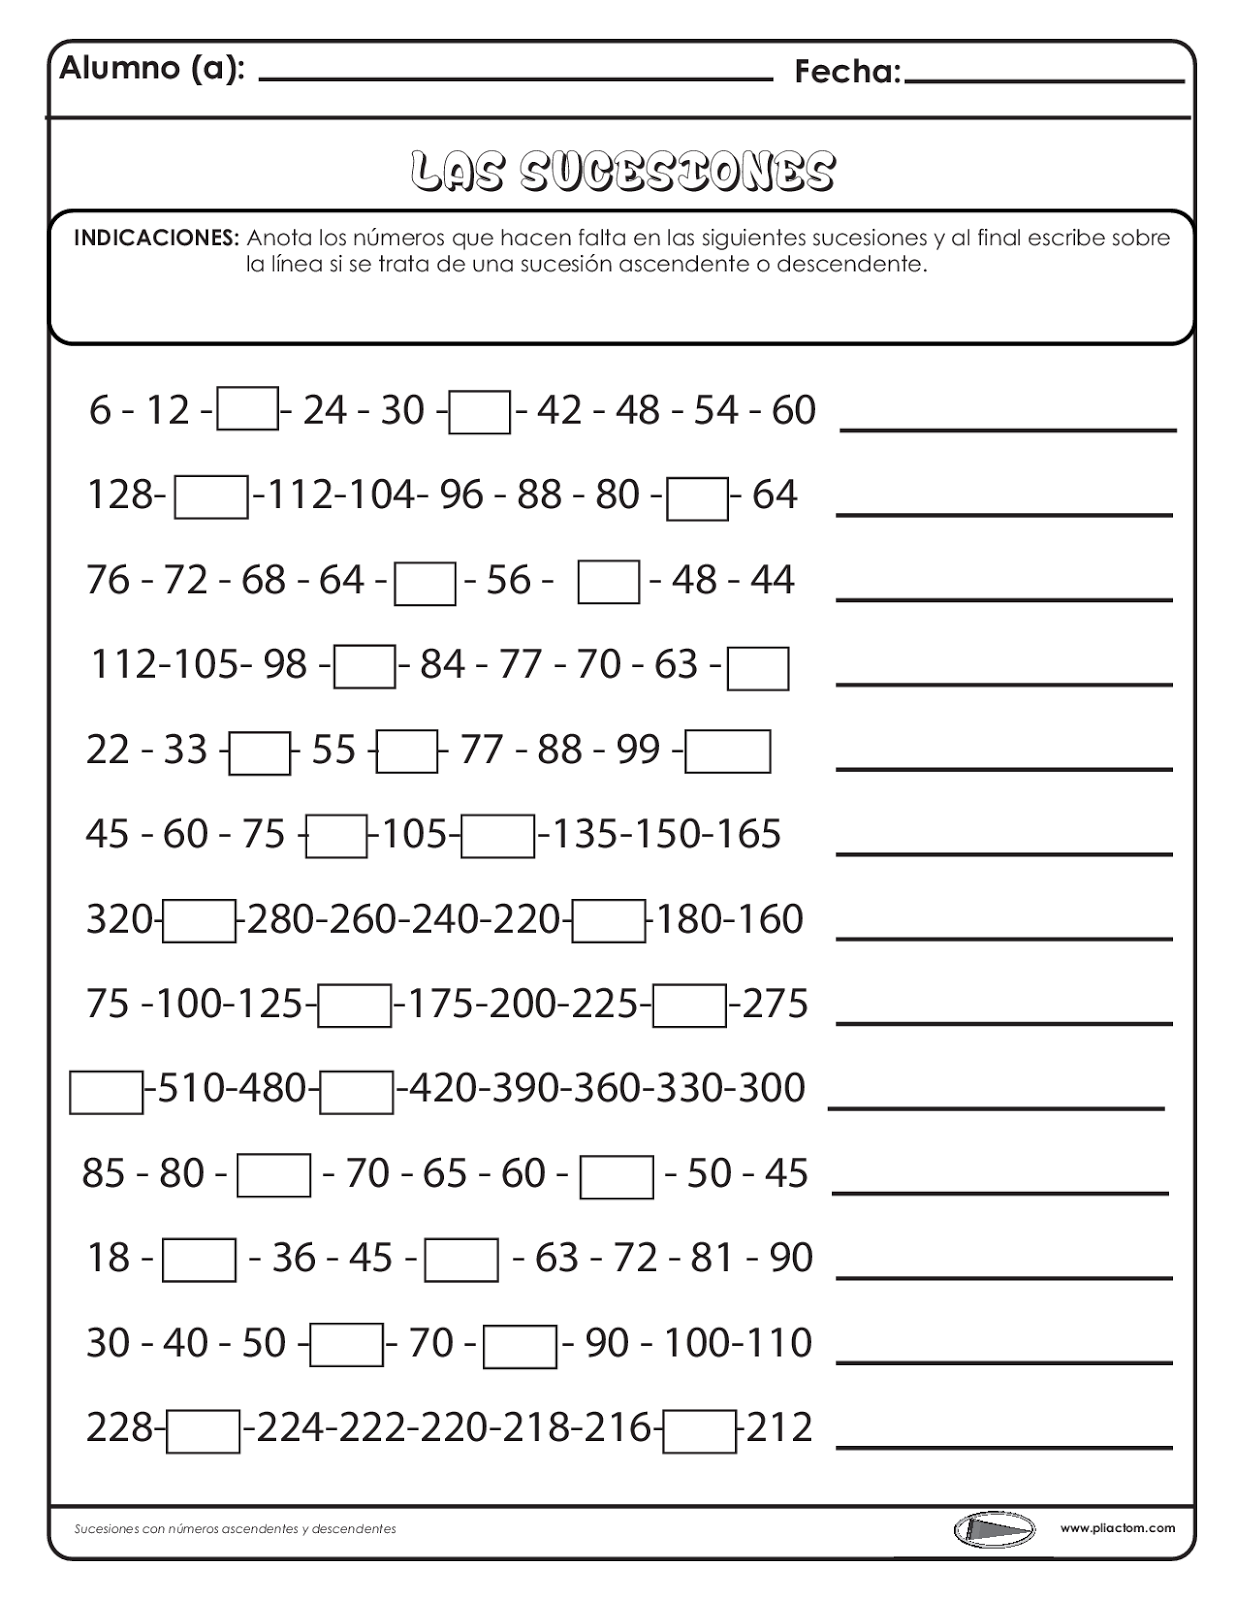 Alumno (a): Fecha:
LAS SUCESIONES
INDICACIONES: Anota los números que hacen falta en las siguientes sucesiones y al final escribe sobre
la línea si se trata de una sucesión ascendente o descendente.
6 - 12 - - 24 - 30 - - 42 - 48 - 54 - 60
128- -112-104- 96 - 88 - 80 - - 64
76 - 72 - 68 - 64 - - 56 - - 48 - 44
112-105- 98 - - 84 - 77 - 70 - 63 -
22 - 33 - - 55 - - 77 - 88 - 99 -
45 - 60 - 75 - -105- -135-150-165
320- -280-260-240-220- -180-160
75 -100-125- -175-200-225- -275
-510-480- -420-390-360-330-300
85 - 80 - - 70 - 65 - 60 - - 50 - 45
18 - - 36 - 45 - - 63 - 72 - 81 - 90
30 - 40 - 50 - - 70 - - 90 - 100-110
228- -224-222-220-218-216- -212
Sucesiones con números ascendentes y descendentes www.pliactom.com